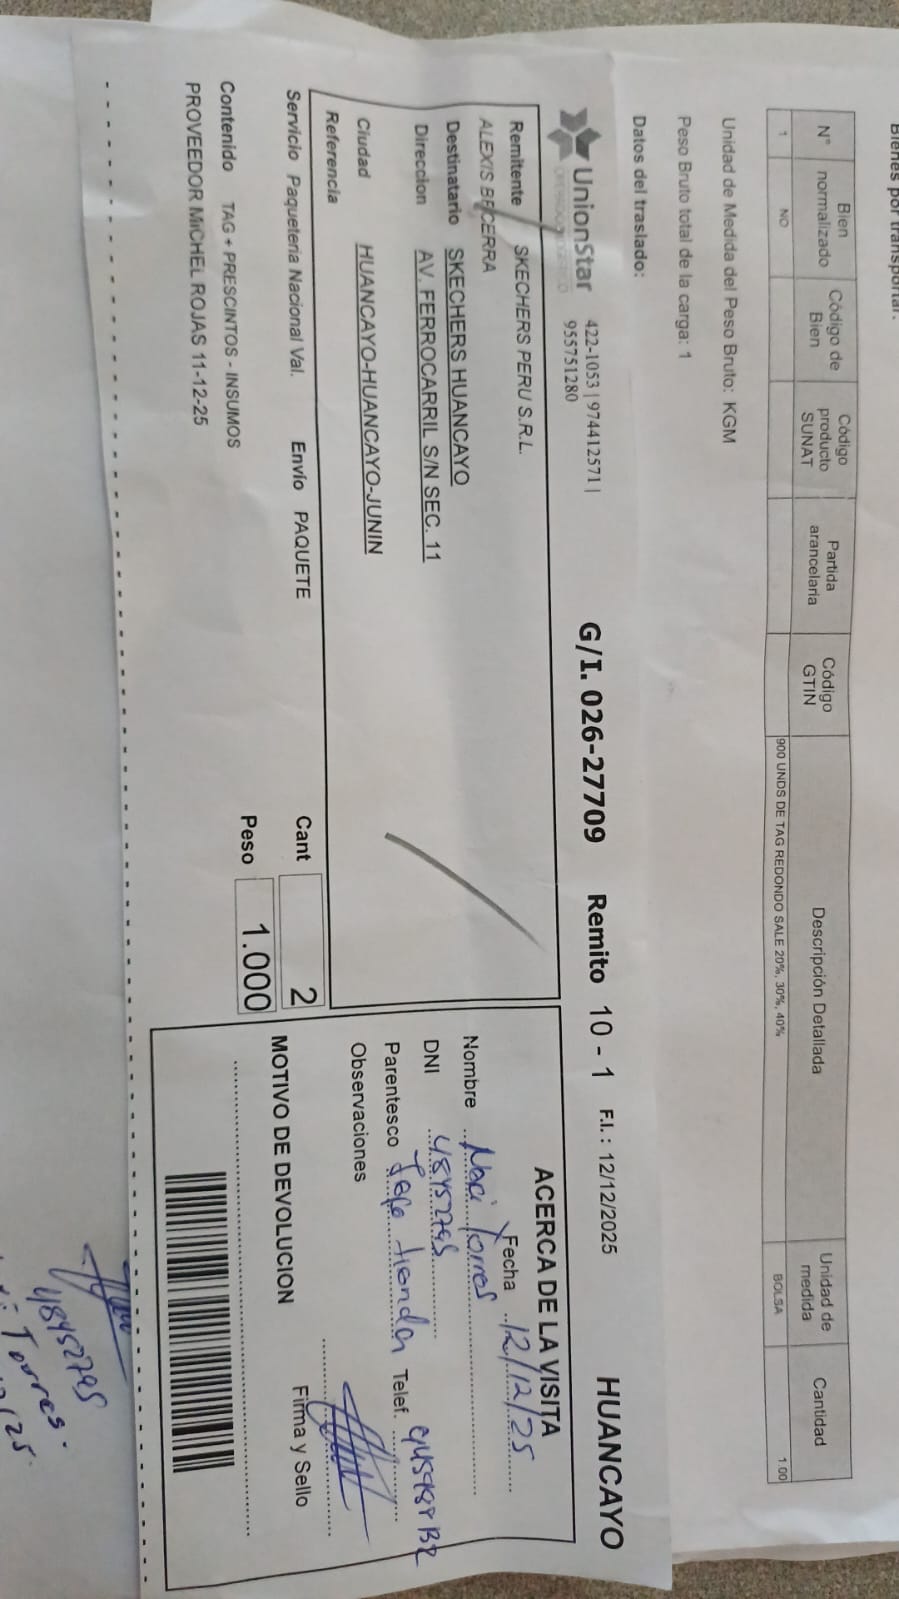 Bienes por transportar:
N° Bien normalizado Código de Bien Código producto SUNAT Partida arancelaria Código GTIN Descripción Detallada Unidad de medida Cantidad
1 NO 900 UNDS DE TAG REDONDO SALE 20%, 30%, 40% BOLSA 1.00
Unidad de Medida del Peso Bruto: KGM
Peso Bruto total de la carga: 1
Datos del traslado:
UnionStar 422-1053 | 974412571 |
955751280
G/I. 026-27709 Remito 10 - 1 F.I. : 12/12/2025 HUANCAYO
Remitente SKECHERS PERU S.R.L.
ALEXIS BECERRA
Destinatario SKECHERS HUANCAYO
Direccion AV. FERROCARRIL S/N SEC. 11
Ciudad HUANCAYO-HUANCAYO-JUNIN
Referencia
Servicio Paqueteria Nacional Val. Envío PAQUETE Cant 2
Peso 1.000
Contenido TAG + PRESCINTOS - INSUMOS
PROVEEDOR MICHEL ROJAS 11-12-25
ACERCA DE LA VISITA
Fecha 12/12/25
Nombre Torres
DNI 48452795
Parentesco Jefe tienda Telef.
Observaciones
MOTIVO DE DEVOLUCION Firma y Sello
48452795
Torres.